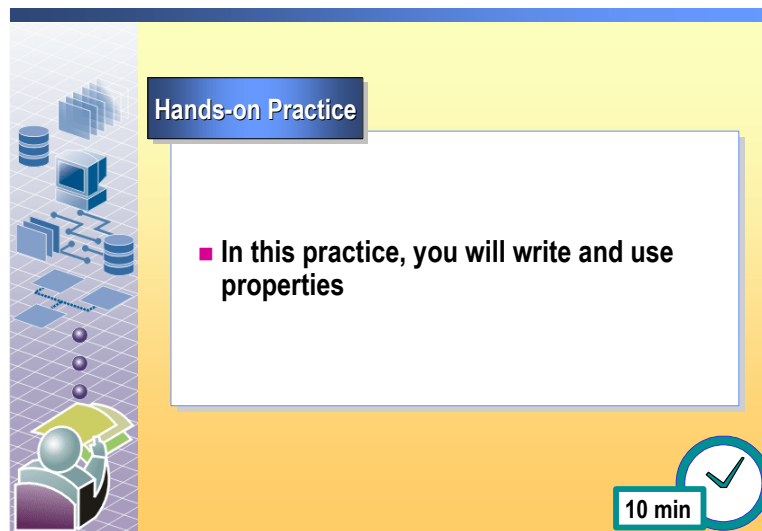 Hands-on Practice
■ In this practice, you will write and use
properties
10 min